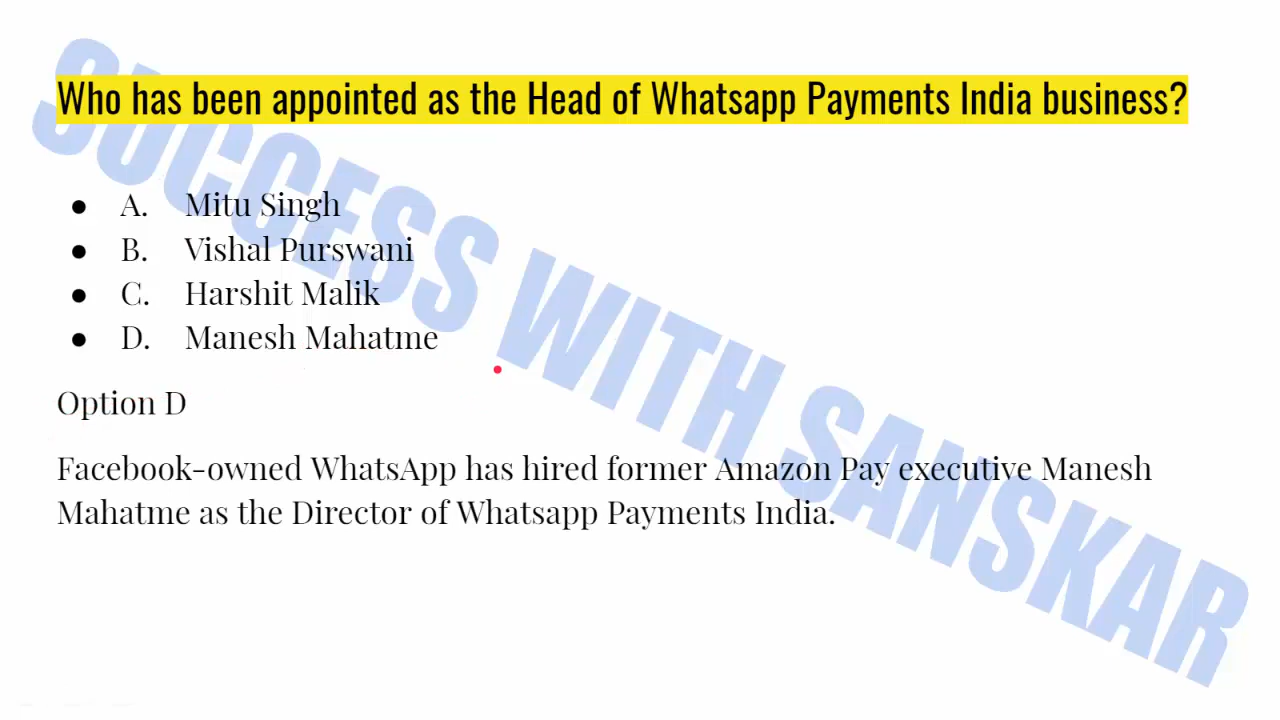 Who has been appointed as the Head of Whatsapp Payments India business?
● A. Mitu Singh
● B. Vishal Purswani
● C. Harshit Malik
● D. Manesh Mahatme
Option D
Facebook-owned WhatsApp has hired former Amazon Pay executive Manesh
Mahatme as the Director of Whatsapp Payments India.
SUCCESS WITH SANSKAR